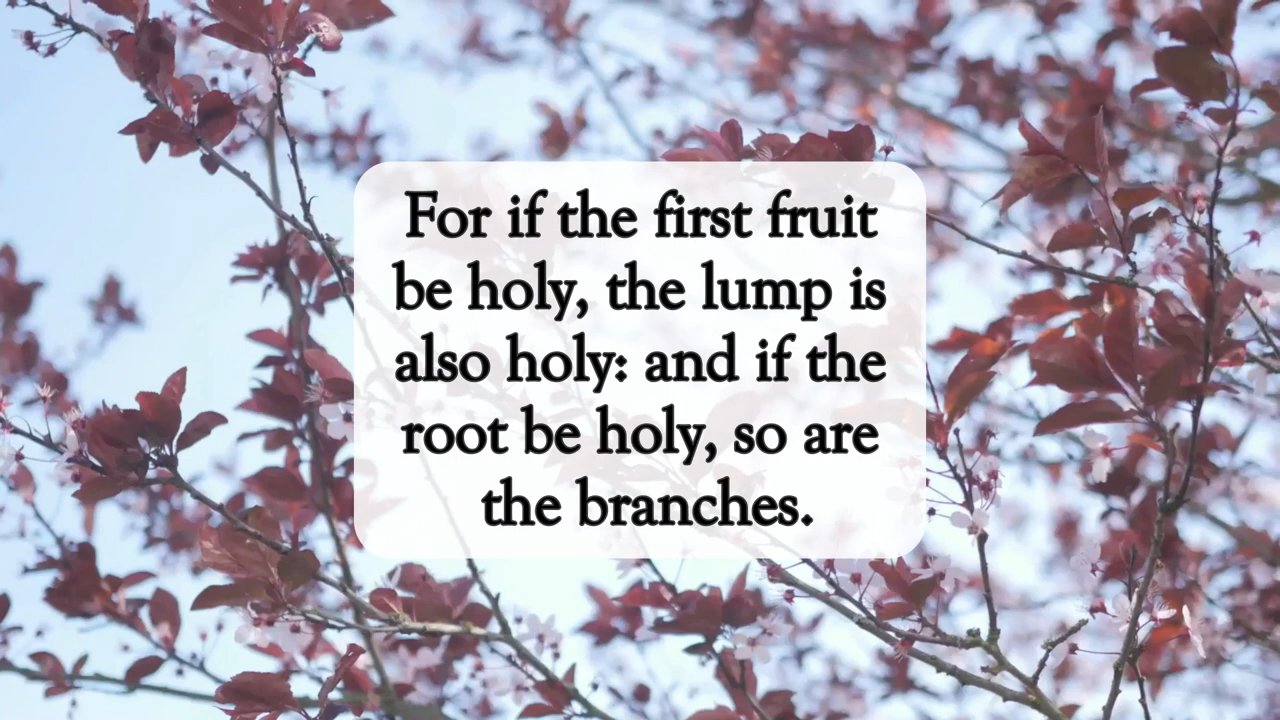 For if the first fruit
be holy, the lump is
also holy: and if the
root be holy, so are
the branches.